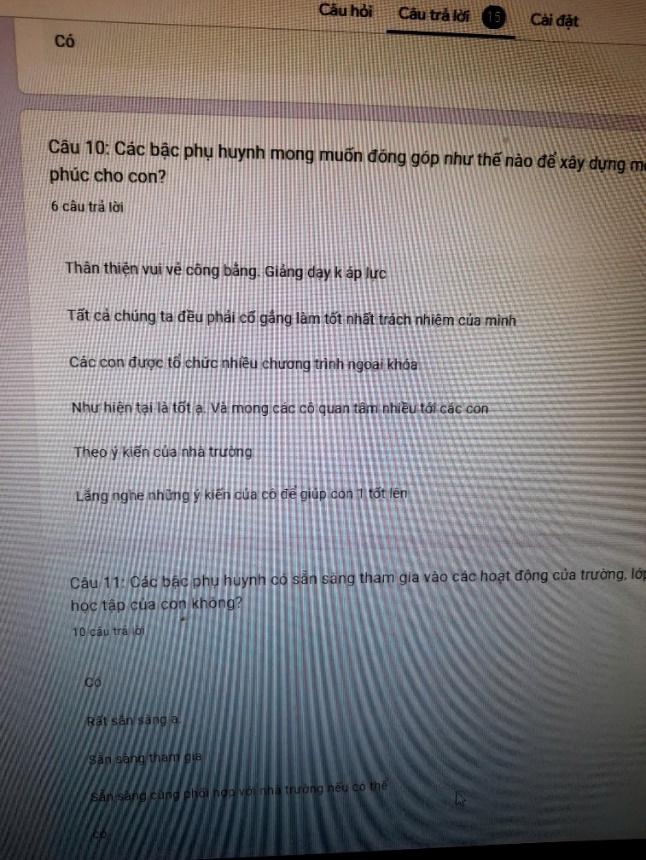 Câu hỏi Câu trả lời 15 Cài đặt
Có
Câu 10: Các bậc phụ huynh mong muốn đóng góp như thế nào để xây dựng
phúc cho con?
6 câu trả lời
Thân thiện vui vẻ công bằng. Giảng dạy k áp lực
Tất cả chúng ta đều phải cố gắng làm tốt nhất trách nhiệm của mình
Các con được tổ chức nhiều chương trình ngoại khóa
Như hiện tại là tốt ạ. Và mong các cô quan tâm nhiều tới các con
Theo ý kiến của nhà trường
Lắng nghe những ý kiến của cô để giúp con 1 tốt lên
Câu 11: Các bậc phụ huynh có sẵn sàng tham gia vào các hoạt động của trường,
học tập của con không?
10 câu trả lời
Có
Rất sẵn sàng ạ.
Sẵn sàng tham gia
Sẵn sàng cùng phối hợp với nhà trường nếu có thể
Có